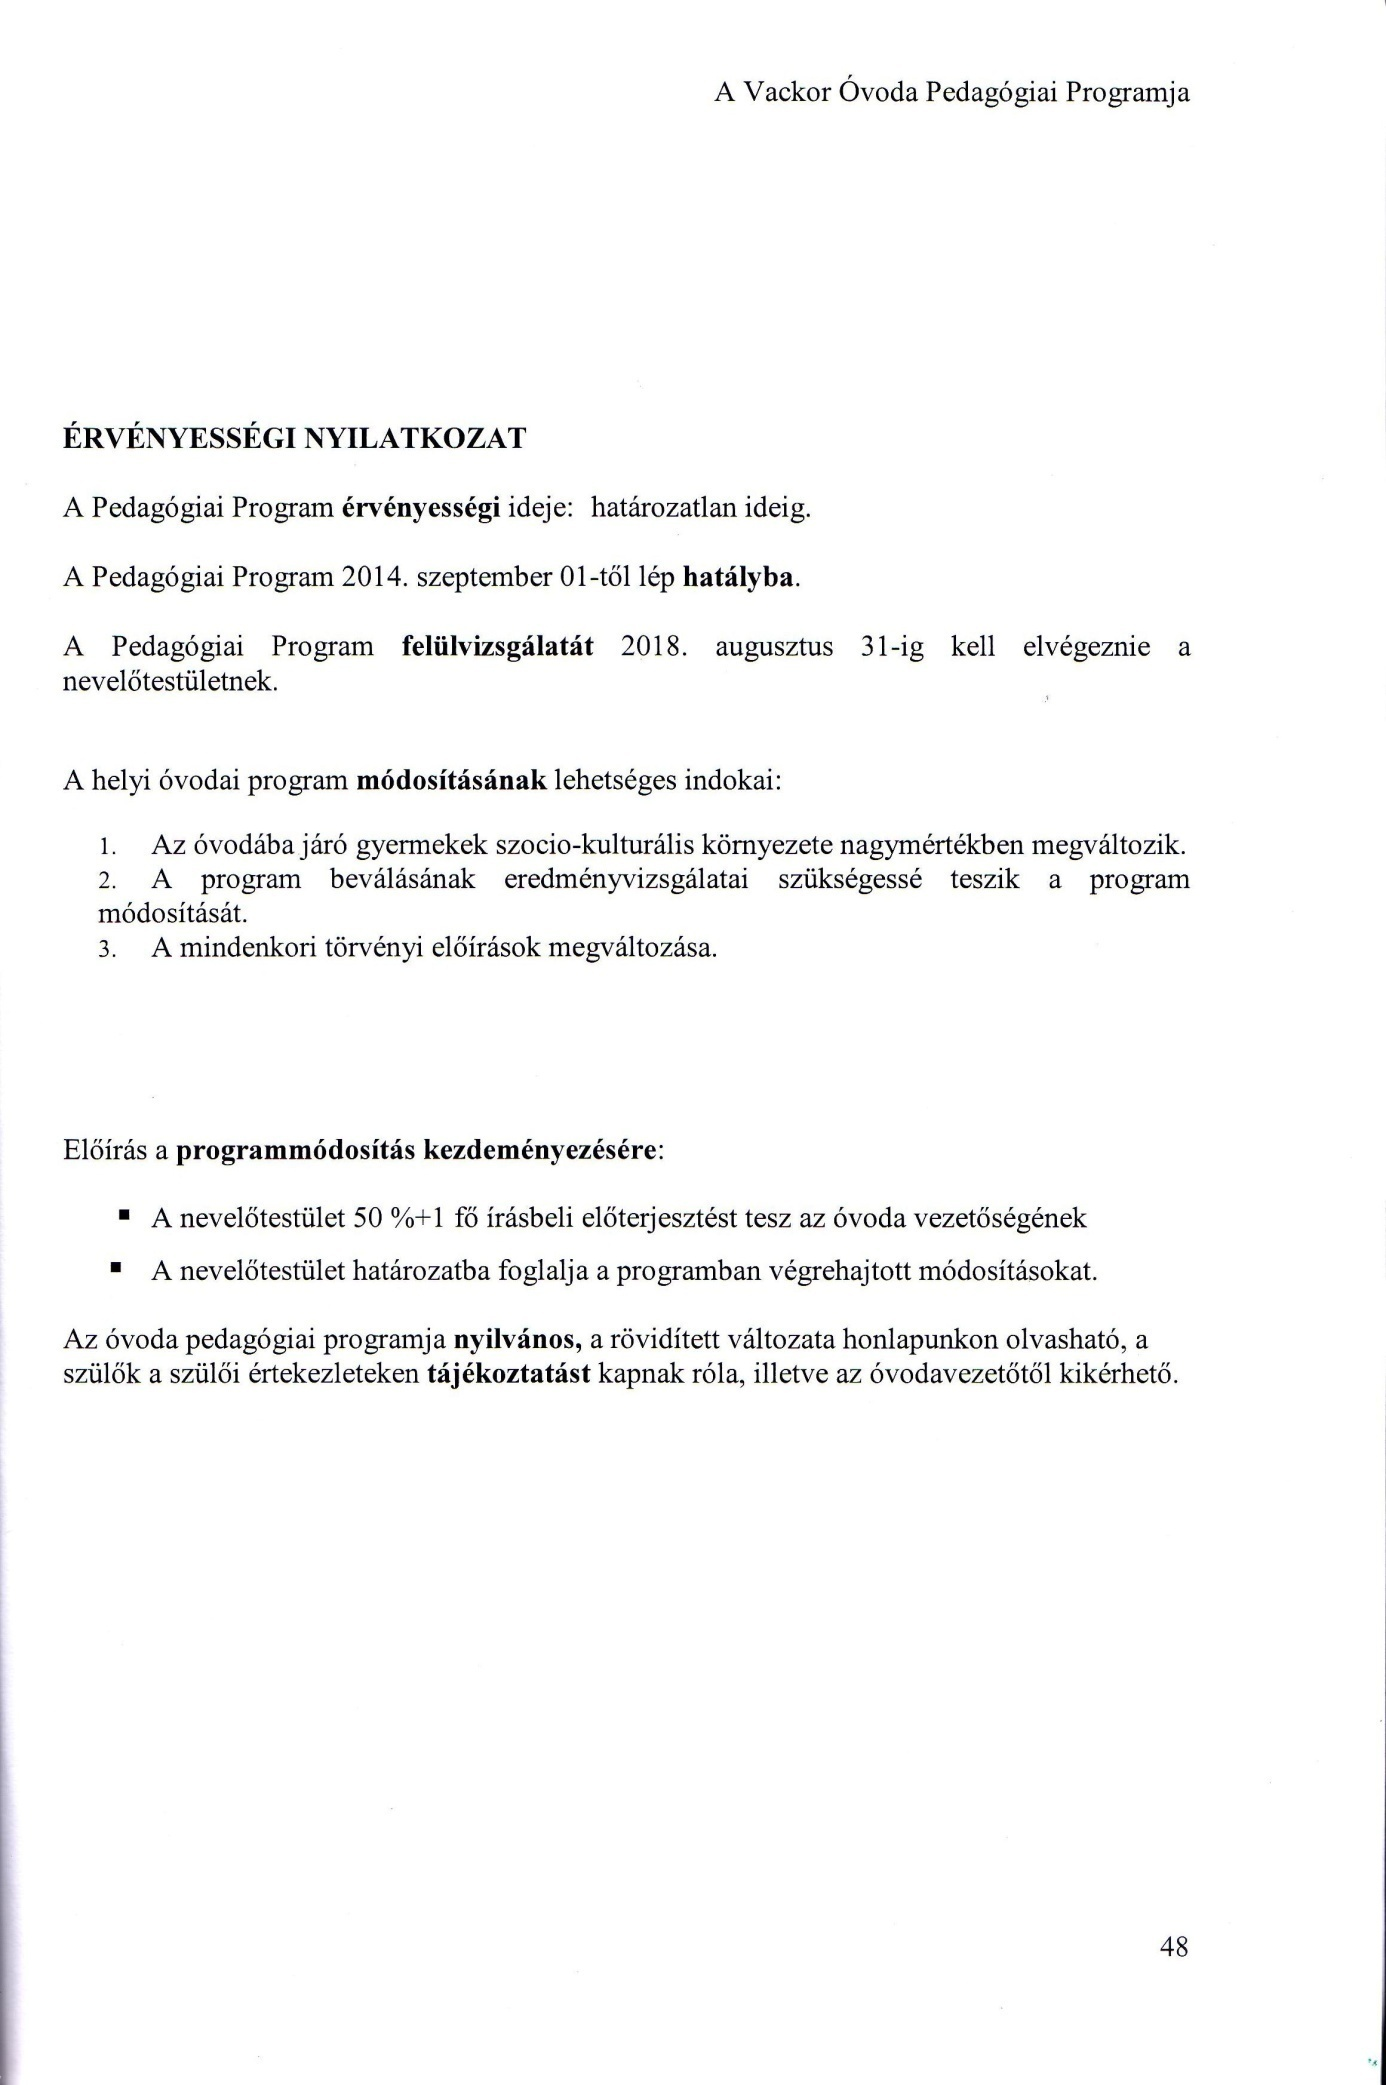 A Vackor Óvoda Pedagógiai Programja
ÉRVÉNYESSÉGI NYILATKOZAT
A Pedagógiai Program érvényességi ideje: határozatlan ideig.
A Pedagógiai Program 2014. szeptember 01-től lép hatályba.
A Pedagógiai Program felülvizsgálatát 2018. augusztus 31-ig kell elvégeznie a
nevelőtestületnek.
A helyi óvodai program módosításának lehetséges indokai:
1. Az óvodába járó gyermekek szocio-kulturális környezete nagymértékben megváltozik.
2. A program beválásának eredményvizsgálatai szükségessé teszik a program
módosítását.
3. A mindenkori törvényi előírások megváltozása.
Előírás a programmódosítás kezdeményezésére:
▪ A nevelőtestület 50 %+1 fő írásbeli előterjesztést tesz az óvoda vezetőségének
▪ A nevelőtestület határozatba foglalja a programban végrehajtott módosításokat.
Az óvoda pedagógiai programja nyilvános, a rövidített változata honlapunkon olvasható, a
szülők a szülői értekezleteken tájékoztatást kapnak róla, illetve az óvodavezetőtől kikérhető.
48